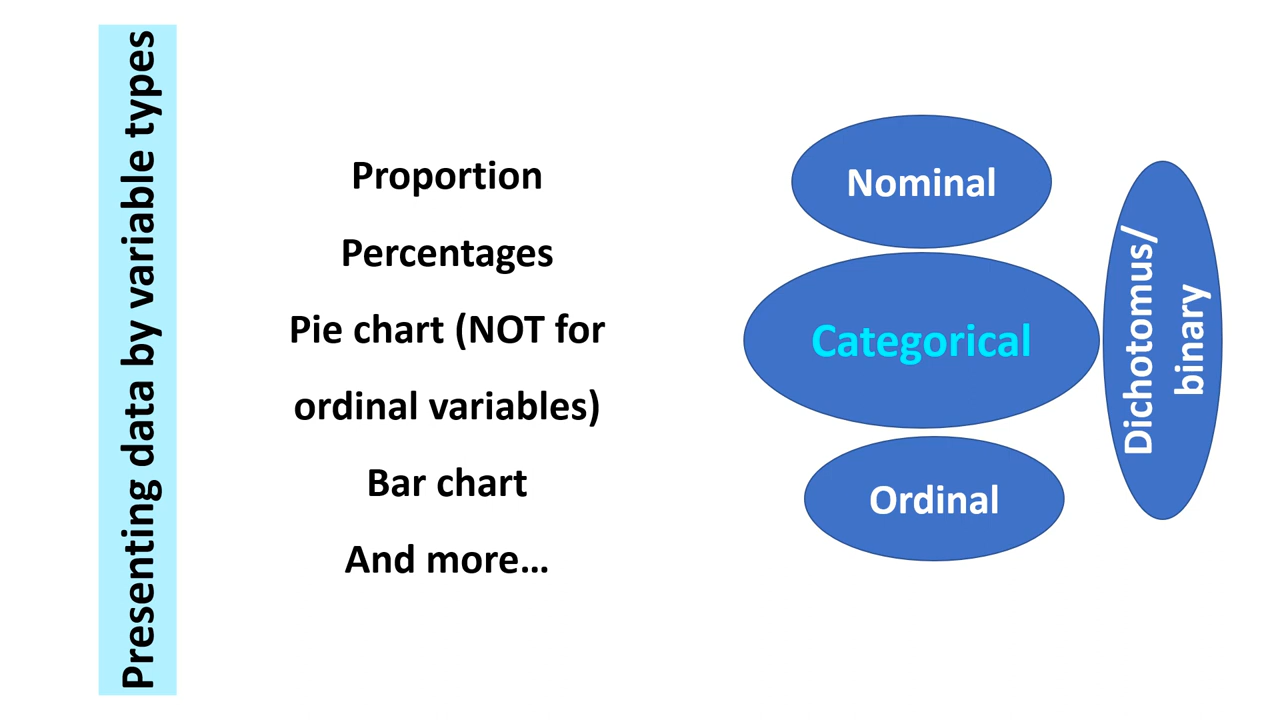 Presenting data by variable types
Proportion
Percentages
Pie chart (NOT for
ordinal variables)
Bar chart
And more...
Nominal
Categorical
Ordinal
Dichotomus/
binary